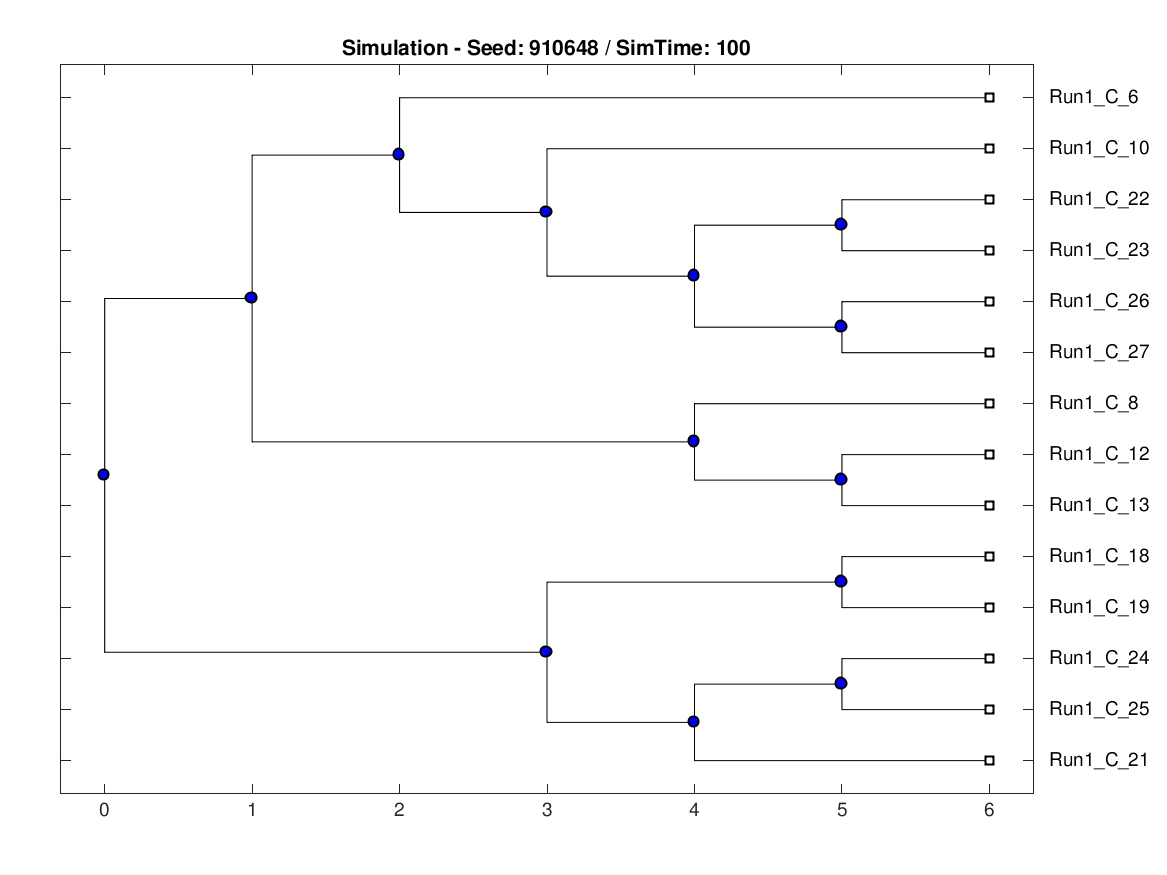 Simulation - Seed: 910648 / SimTime: 100
Run1_C_6
Run1_C_10
Run1_C_22
Run1_C_23
Run1_C_26
Run1_C_27
Run1_C_8
Run1_C_12
Run1_C_13
Run1_C_18
Run1_C_19
Run1_C_24
Run1_C_25
Run1_C_21
0 1 2 3 4 5 6